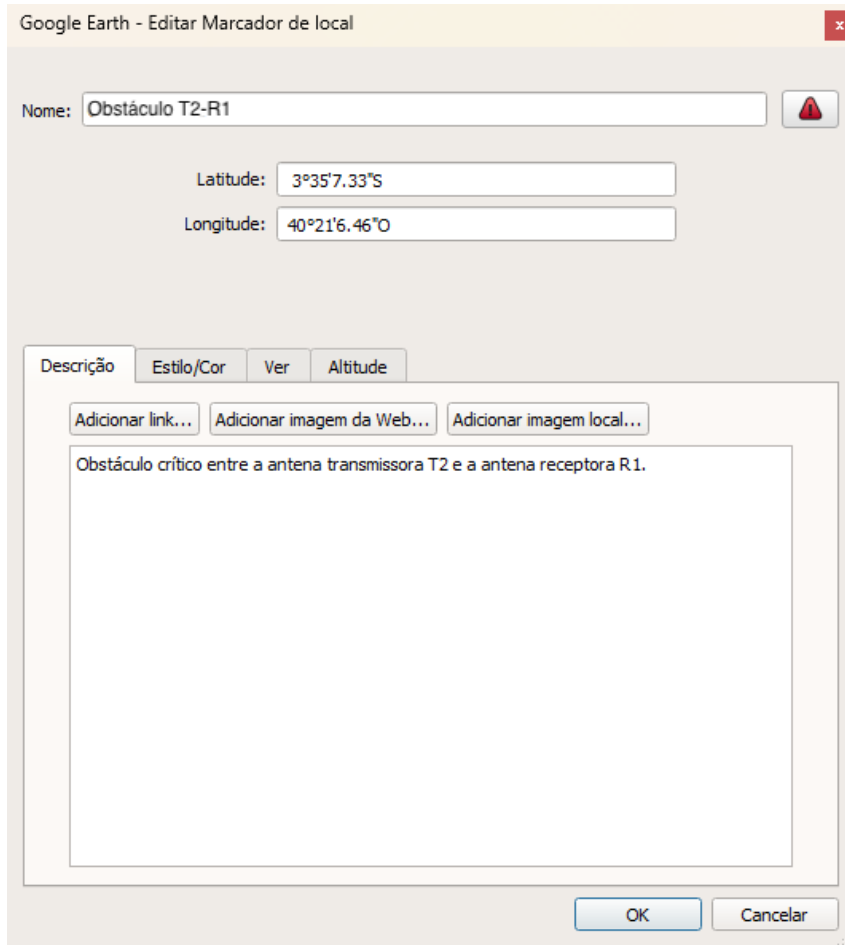 Google Earth - Editar Marcador de local
x
Nome: Obstáculo T2-R1
Latitude: 3°35'7.33"S
Longitude: 40°21'6.46"O
Descrição Estilo/Cor Ver Altitude
Adicionar link... Adicionar imagem da Web... Adicionar imagem local...
Obstáculo crítico entre a antena transmissora T2 e a antena receptora R1.
OK Cancelar